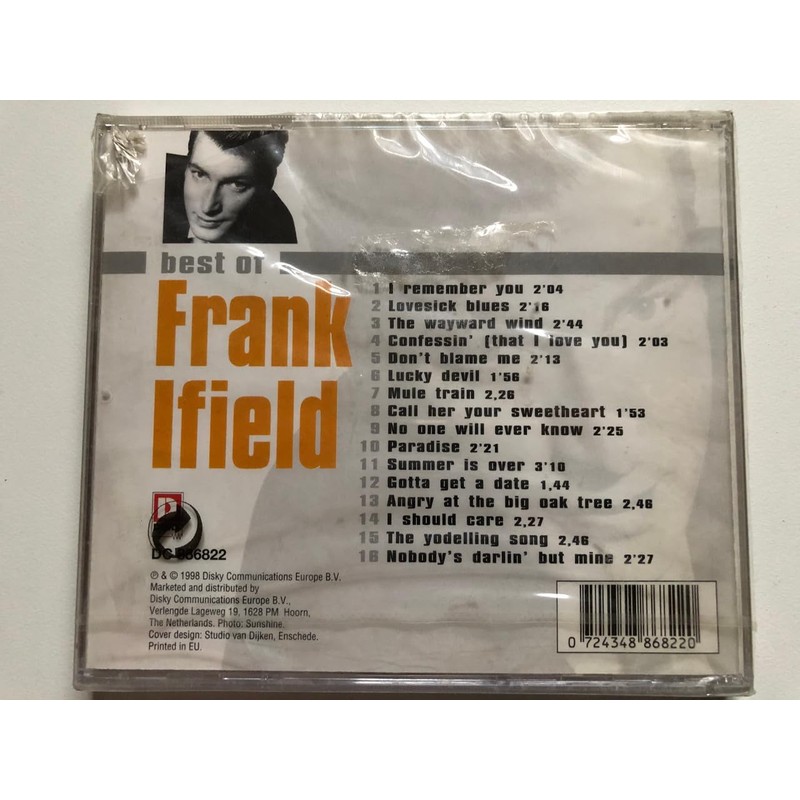 best of
Frank
Ifield
1 I remember you 2'04
2 Lovesick blues 2'16
3 The wayward wind 2'44
4 Confessin' (that I love you) 2'03
5 Don't blame me 2'13
6 Lucky devil 1'56
7 Mule train 2,26
8 Call her your sweetheart 1'53
9 No one will ever know 2'25
10 Paradise 2'21
11 Summer is over 3'10
12 Gotta get a date 1,44
13 Angry at the big oak tree 2,46
14 I should care 2,27
15 The yodelling song 2,46
16 Nobody's darlin' but mine 2'27
D
℗ & © 1998 Disky Communications Europe B.V.
Marketed and distributed by
Disky Communications Europe B.V.,
Verlengde Lageweg 19, 1628 PM Hoorn,
The Netherlands. Photo: Sunshine.
Cover design: Studio van Dijken, Enschede.
Printed in EU.
0 724348 868220